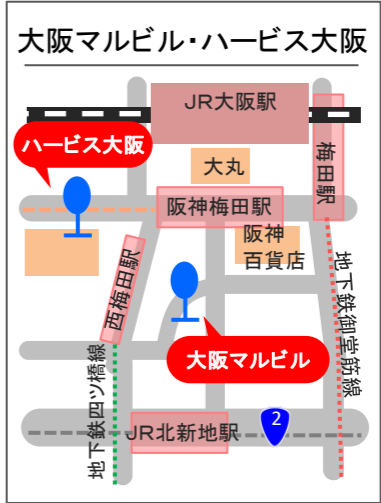 大阪マルビル・ハービス大阪
JR大阪駅
ハービス大阪
大丸
梅田駅
阪神梅田駅
阪神
百貨店
西梅田駅
地下鉄御堂筋線
大阪マルビル
地下鉄四ツ橋線
JR北新地駅
2